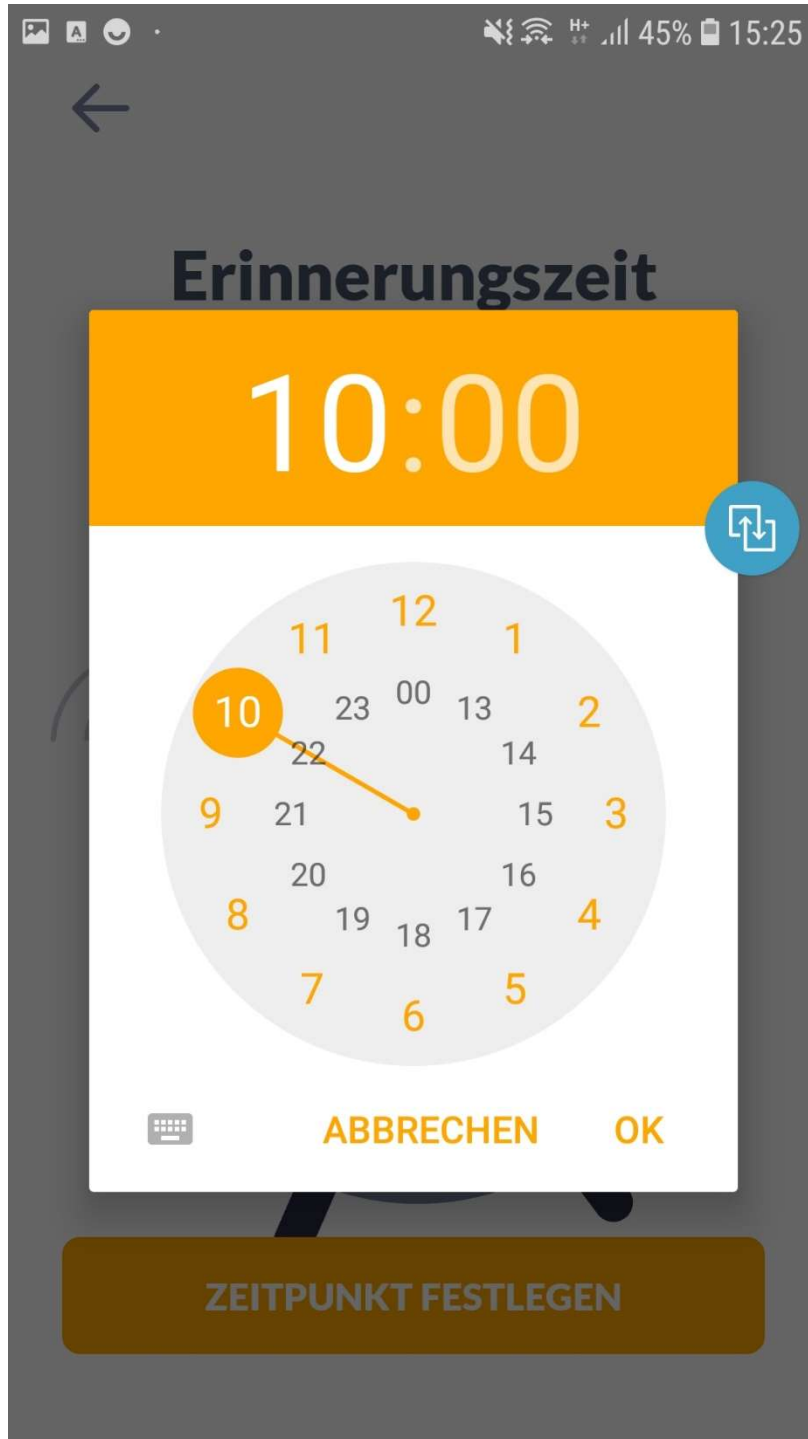 H+ 45% 15:25
Erinnerungszeit
10:00
12
11 1
10 23 00 13 2
22 14
9 21 15 3
20 16
8 19 18 17 4
7 5
6
ABBRECHEN OK
ZEITPUNKT FESTLEGEN